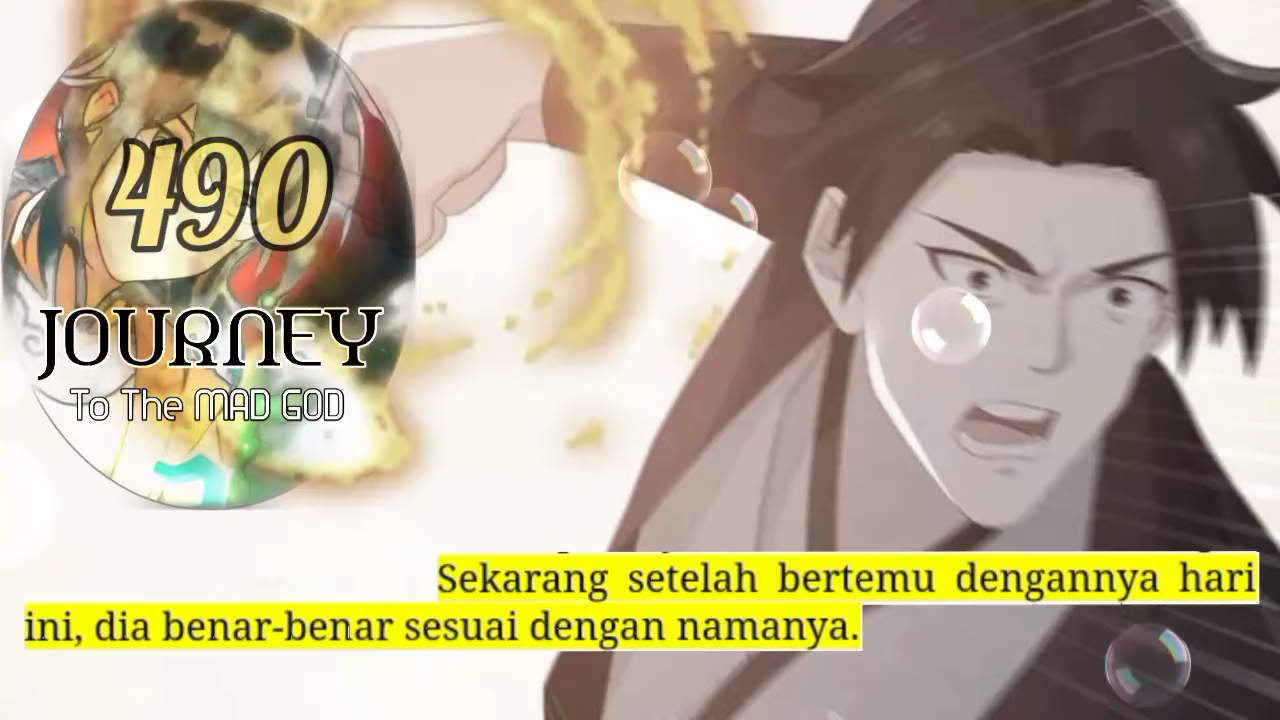 490
JOURNEY
To The MAD GOD
Sekarang setelah bertemu dengannya hari
ini, dia benar-benar sesuai dengan namanya.